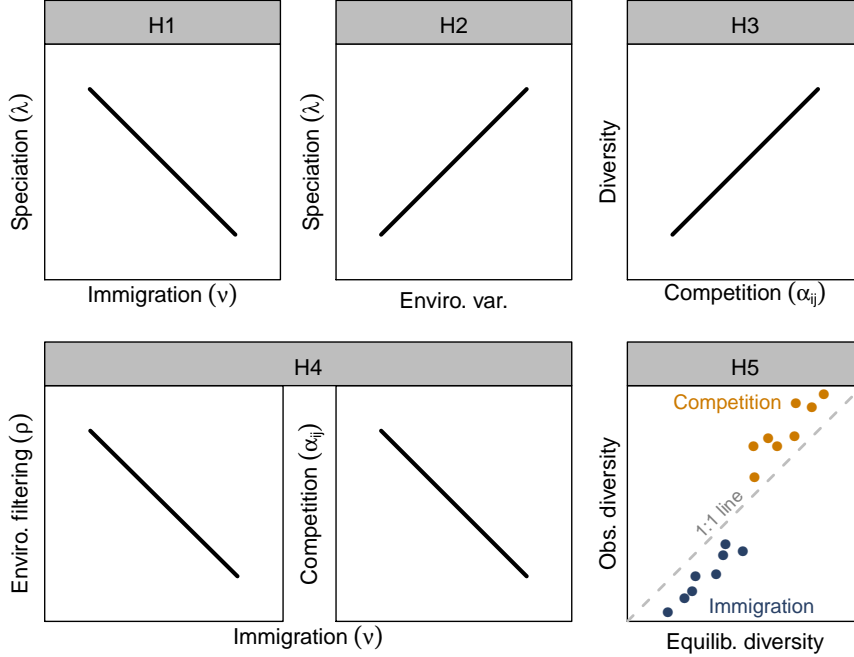 H1
H2
H3
Speciation (λ)
Speciation (λ)
Diversity
Immigration (ν)
Enviro. var.
Competition (αij)
H4
H5
Enviro. filtering (ρ)
Competition (αij)
Obs. diversity
Competition
1:1 line
Immigration
Immigration (ν)
Equilib. diversity